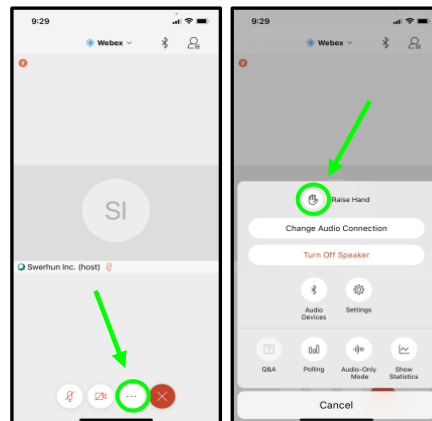 9:29
Webex
SI
Swerhun Inc. (host)
9:29
Webex
Raise Hand
Change Audio Connection
Turn Off Speaker
Audio Devices
Settings
Q&A
Polling
Audio-Only Mode
Show Statistics
Cancel